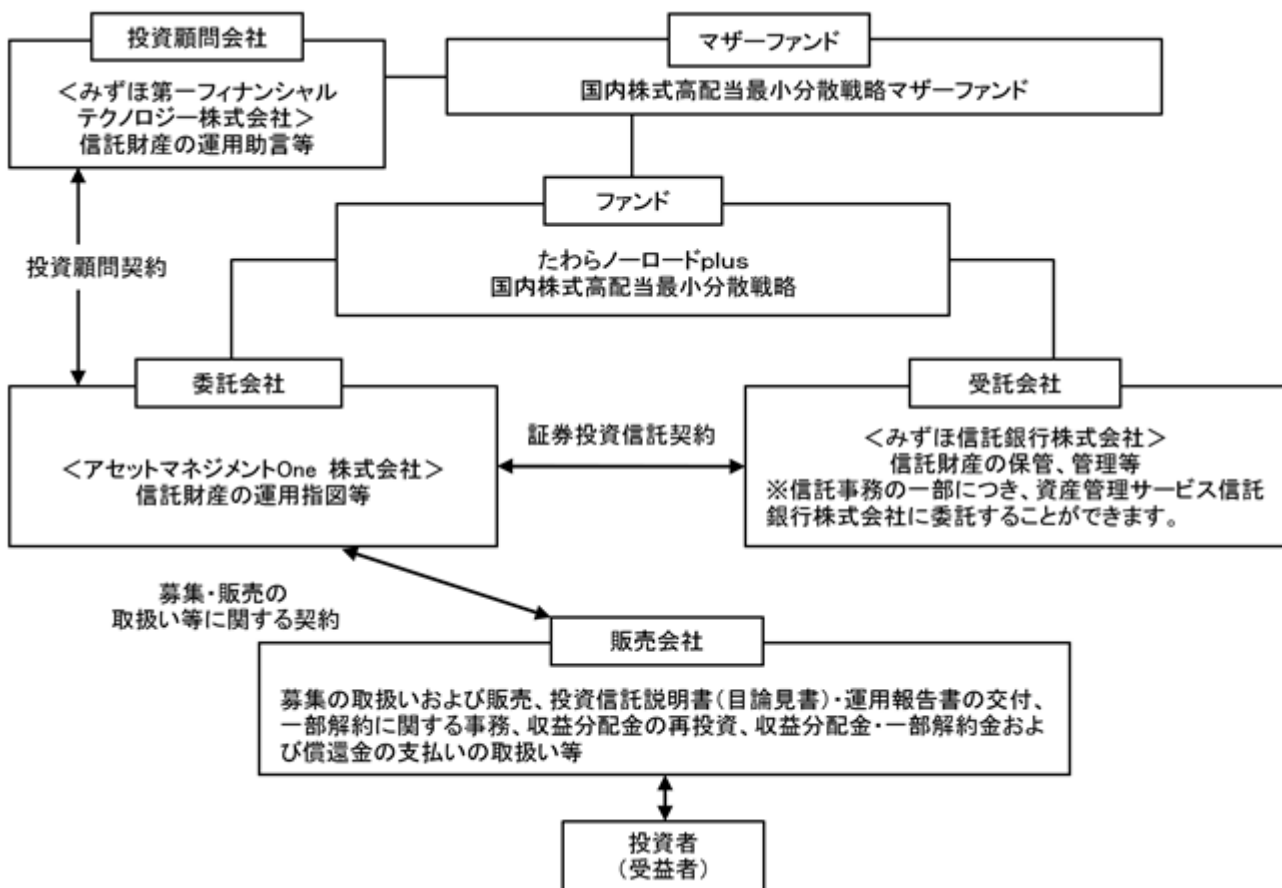 投資顧問会社
<みずほ第一フィナンシャル
テクノロジー株式会社>
信託財産の運用助言等
マザーファンド
国内株式高配当最小分散戦略マザーファンド
ファンド
たわらノーロードplus
国内株式高配当最小分散戦略
投資顧問契約
委託会社
<アセットマネジメントOne 株式会社>
信託財産の運用指図等
証券投資信託契約
受託会社
<みずほ信託銀行株式会社>
信託財産の保管、管理等
※信託事務の一部につき、資産管理サービス信託
銀行株式会社に委託することができます。
募集・販売の
取扱い等に関する契約
販売会社
募集の取扱いおよび販売、投資信託説明書(目論見書)・運用報告書の交付、
一部解約に関する事務、収益分配金の再投資、収益分配金・一部解約金およ
び償還金の支払いの取扱い等
投資者
(受益者)